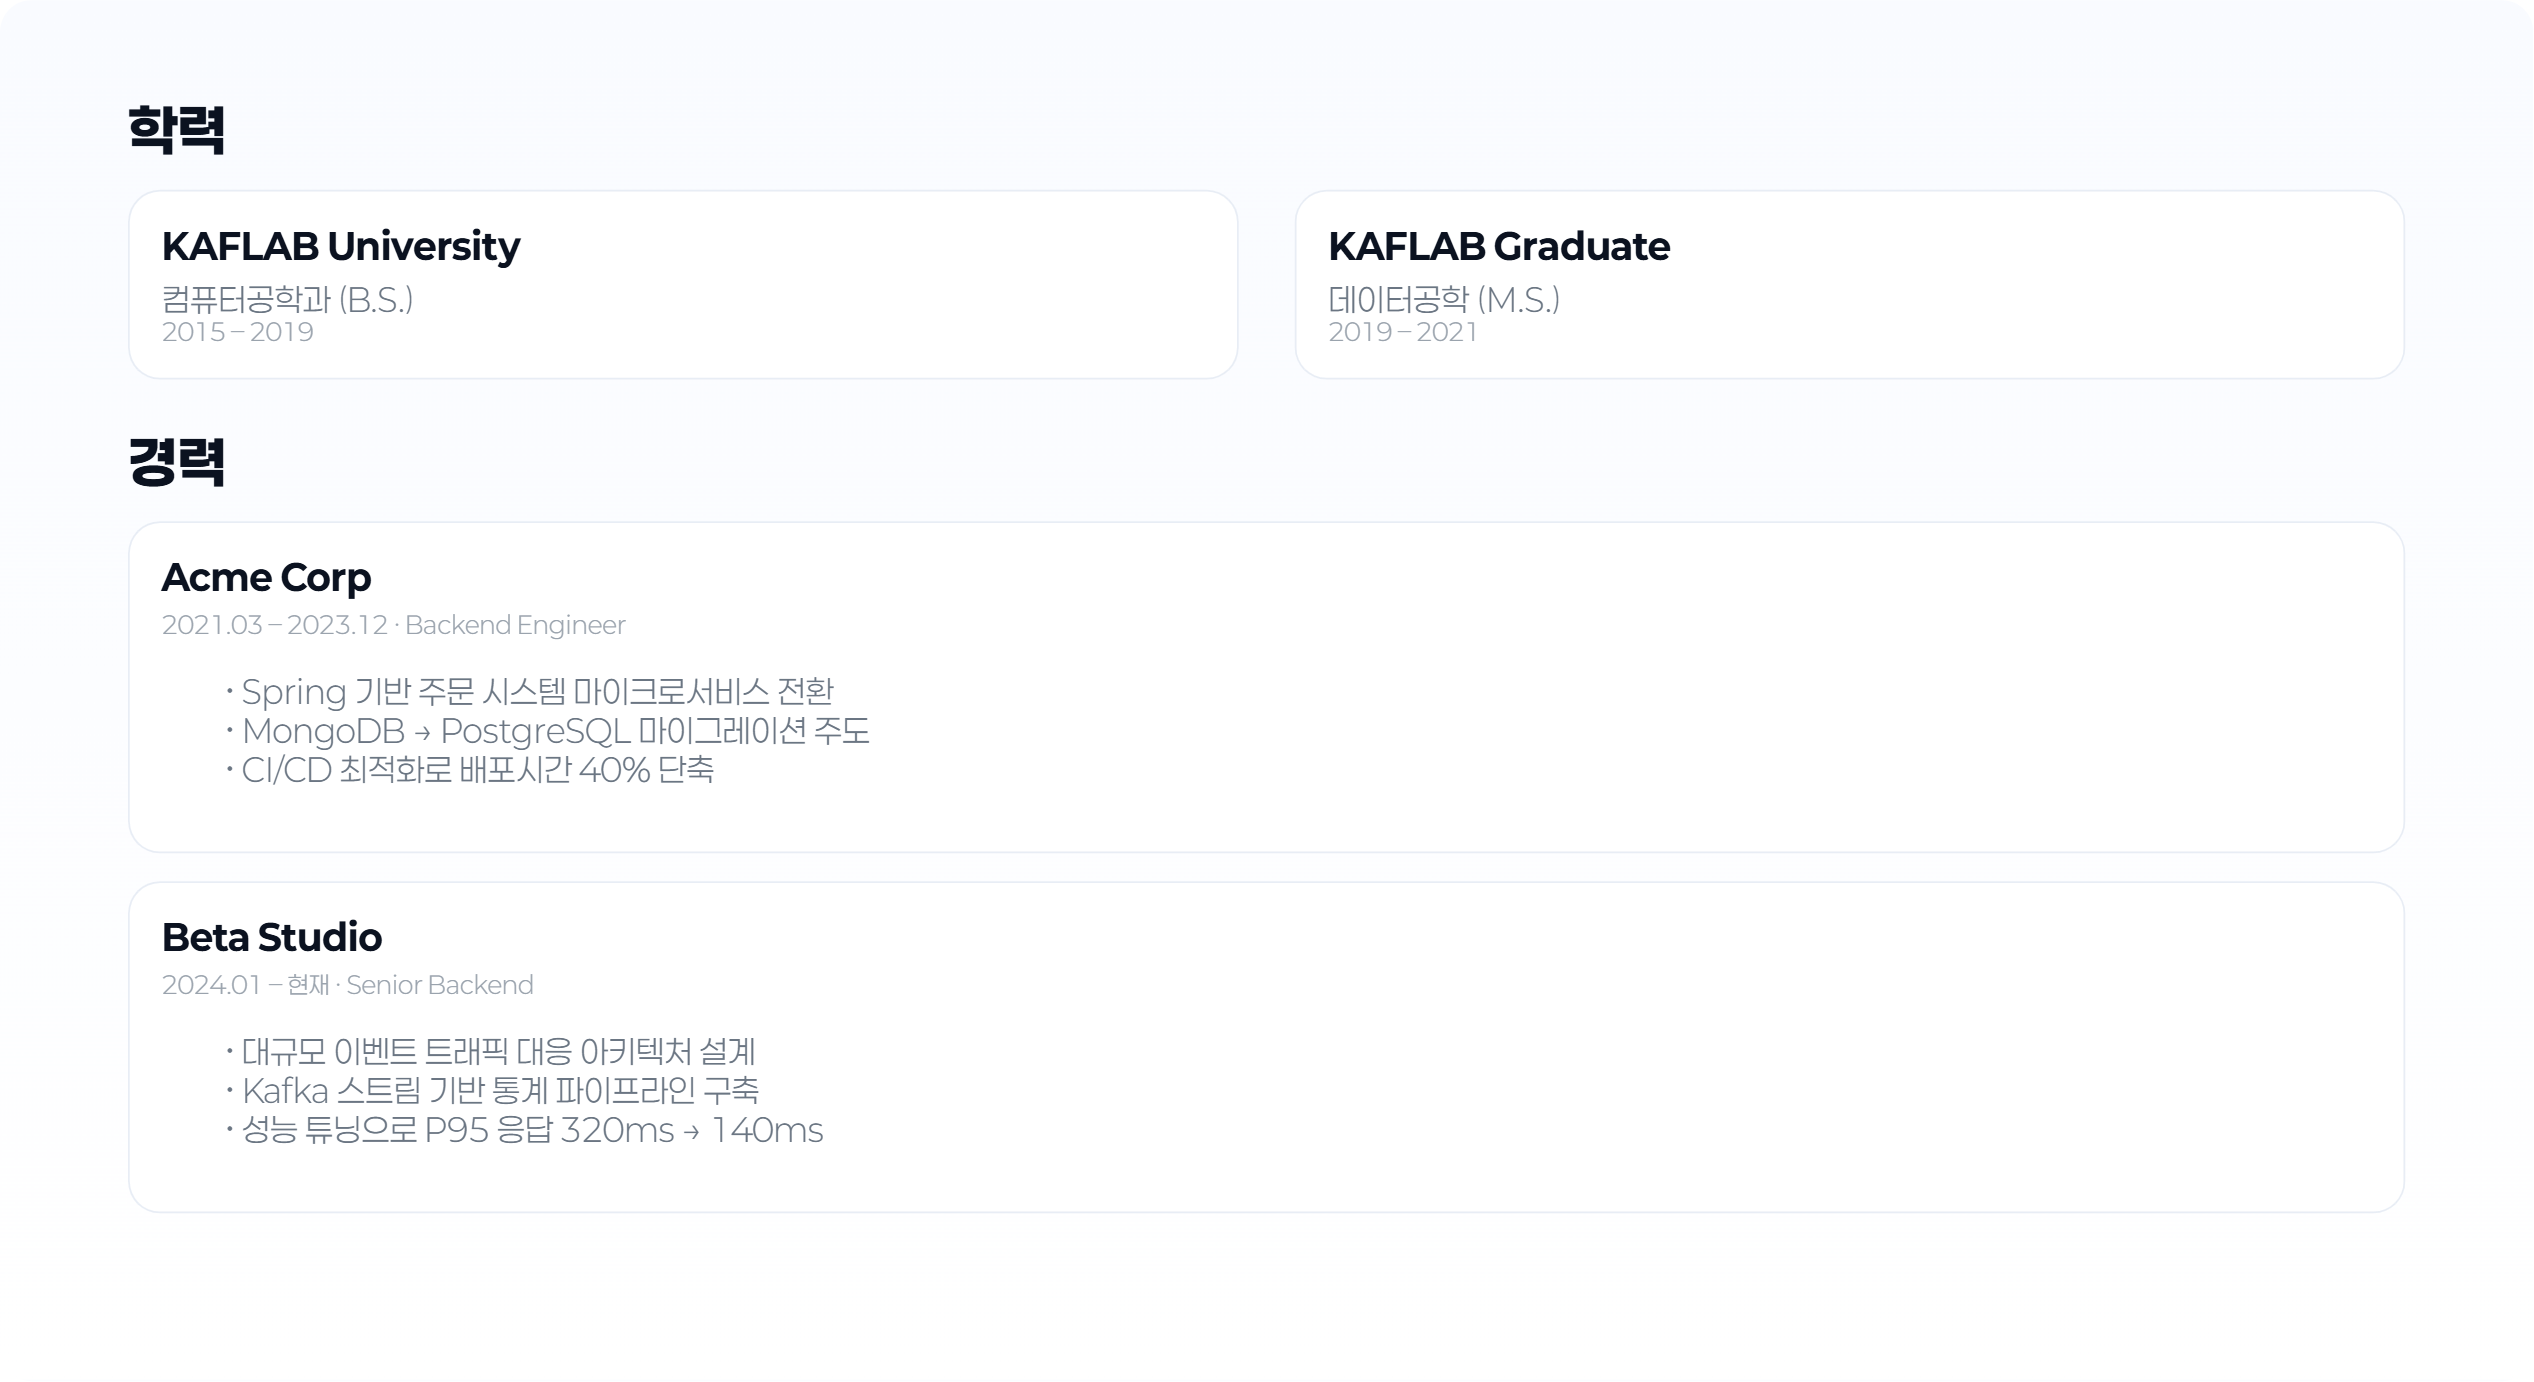 학력
KAFLAB University
컴퓨터공학과 (B.S.)
2015 – 2019
KAFLAB Graduate
데이터공학 (M.S.)
2019 – 2021
경력
Acme Corp
2021.03 – 2023.12 · Backend Engineer
• Spring 기반 주문 시스템 마이크로서비스 전환
• MongoDB → PostgreSQL 마이그레이션 주도
• CI/CD 최적화로 배포시간 40% 단축
Beta Studio
2024.01 – 현재 · Senior Backend
• 대규모 이벤트 트래픽 대응 아키텍처 설계
• Kafka 스트림 기반 통계 파이프라인 구축
• 성능 튜닝으로 P95 응답 320ms → 140ms